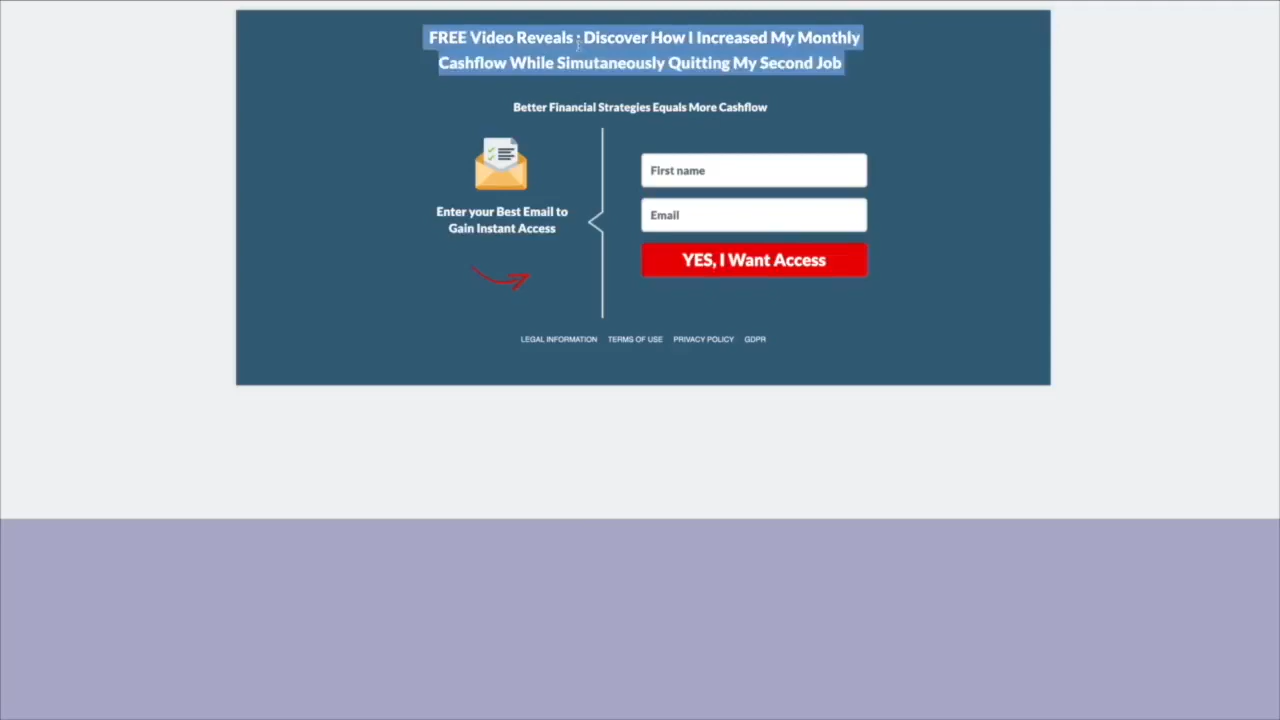 FREE Video Reveals : Discover How I Increased My Monthly
Cashflow While Simutaneously Quitting My Second Job
Better Financial Strategies Equals More Cashflow
Enter your Best Email to
Gain Instant Access
First name
Email
YES, I Want Access
LEGAL INFORMATION TERMS OF USE PRIVACY POLICY GDPR